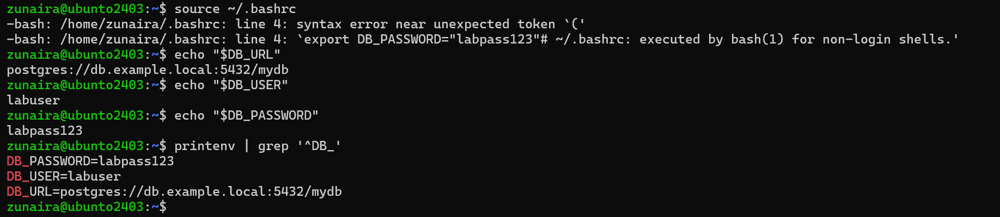 zunaira@ubunto2403:~$ source ~/.bashrc
-bash: /home/zunaira/.bashrc: line 4: syntax error near unexpected token `('
-bash: /home/zunaira/.bashrc: line 4: `export DB_PASSWORD="labpass123"# ~/.bashrc: executed by bash(1) for non-login shells.'
zunaira@ubunto2403:~$ echo "$DB_URL"
postgres://db.example.local:5432/mydb
zunaira@ubunto2403:~$ echo "$DB_USER"
labuser
zunaira@ubunto2403:~$ echo "$DB_PASSWORD"
labpass123
zunaira@ubunto2403:~$ printenv | grep '^DB_'
DB_PASSWORD=labpass123
DB_USER=labuser
DB_URL=postgres://db.example.local:5432/mydb
zunaira@ubunto2403:~$